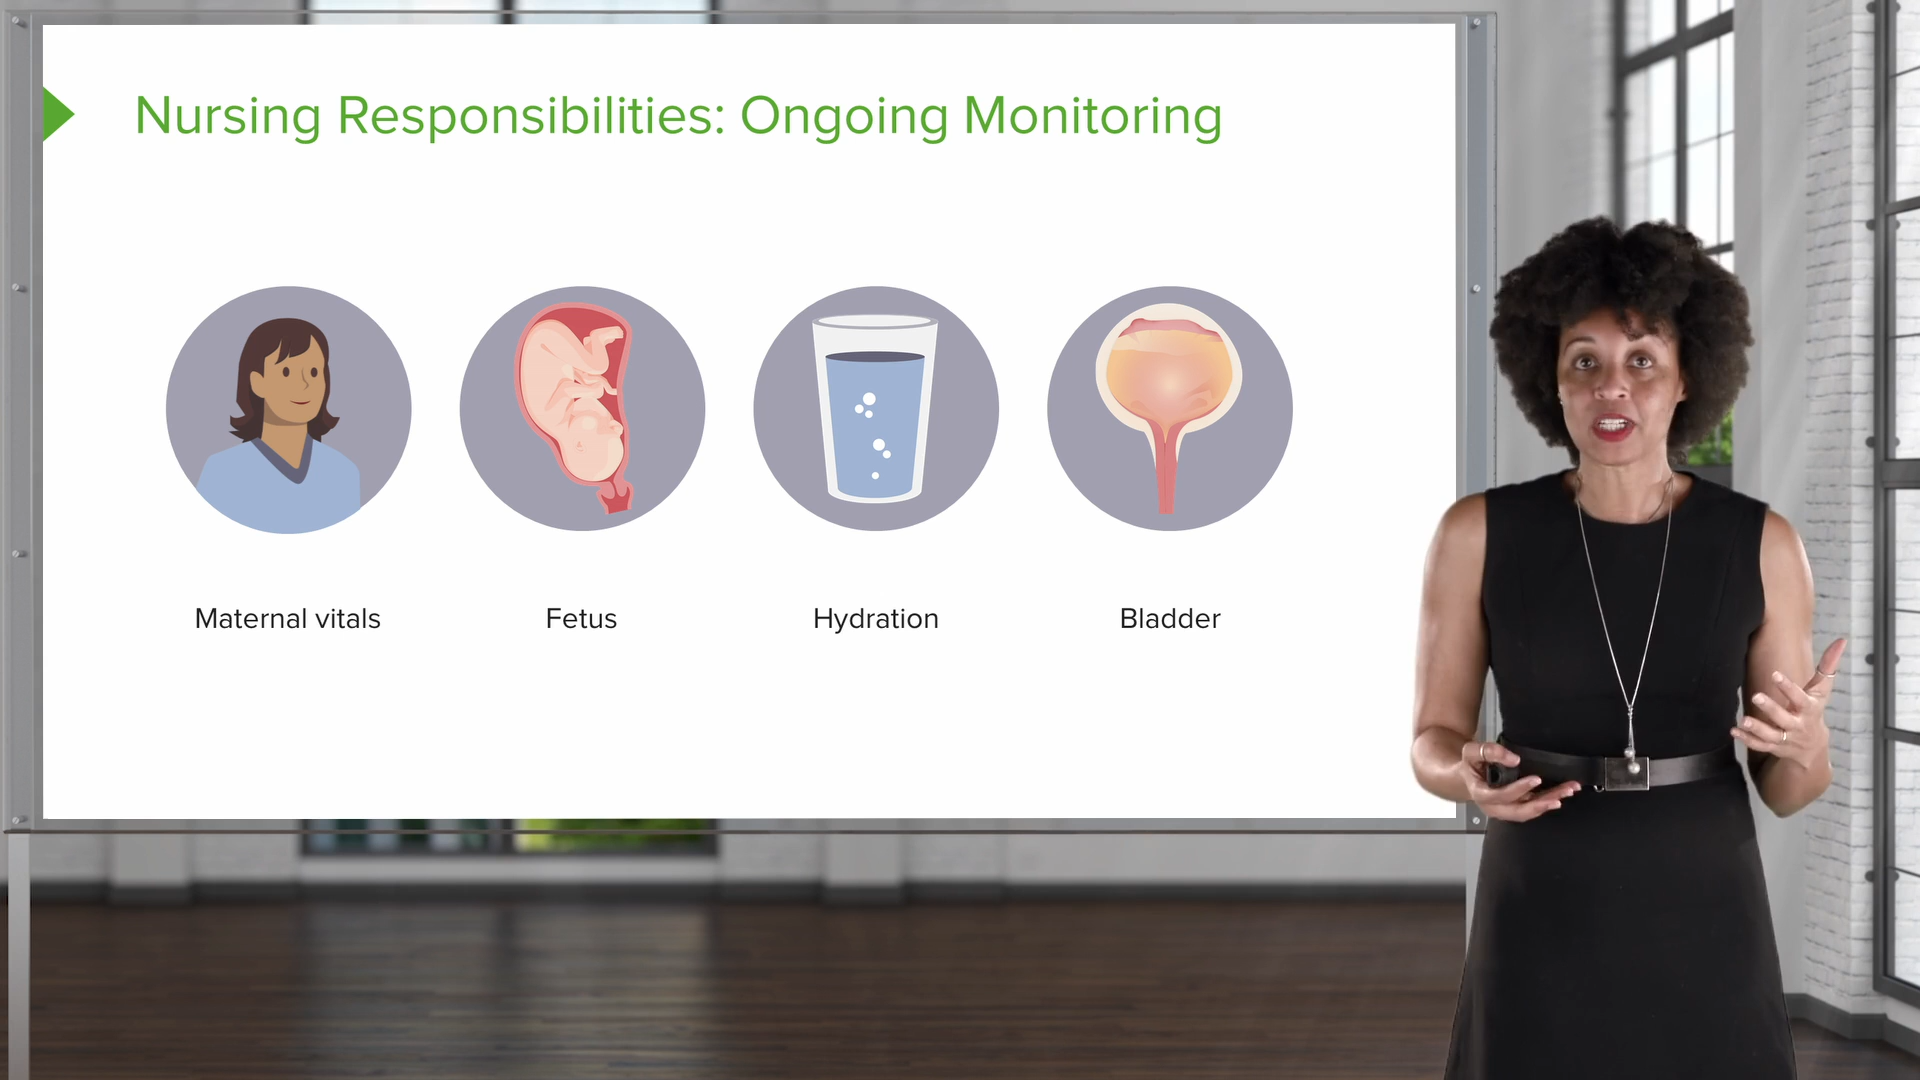 Nursing Responsibilities: Ongoing Monitoring
Maternal vitals
Fetus
Hydration
Bladder